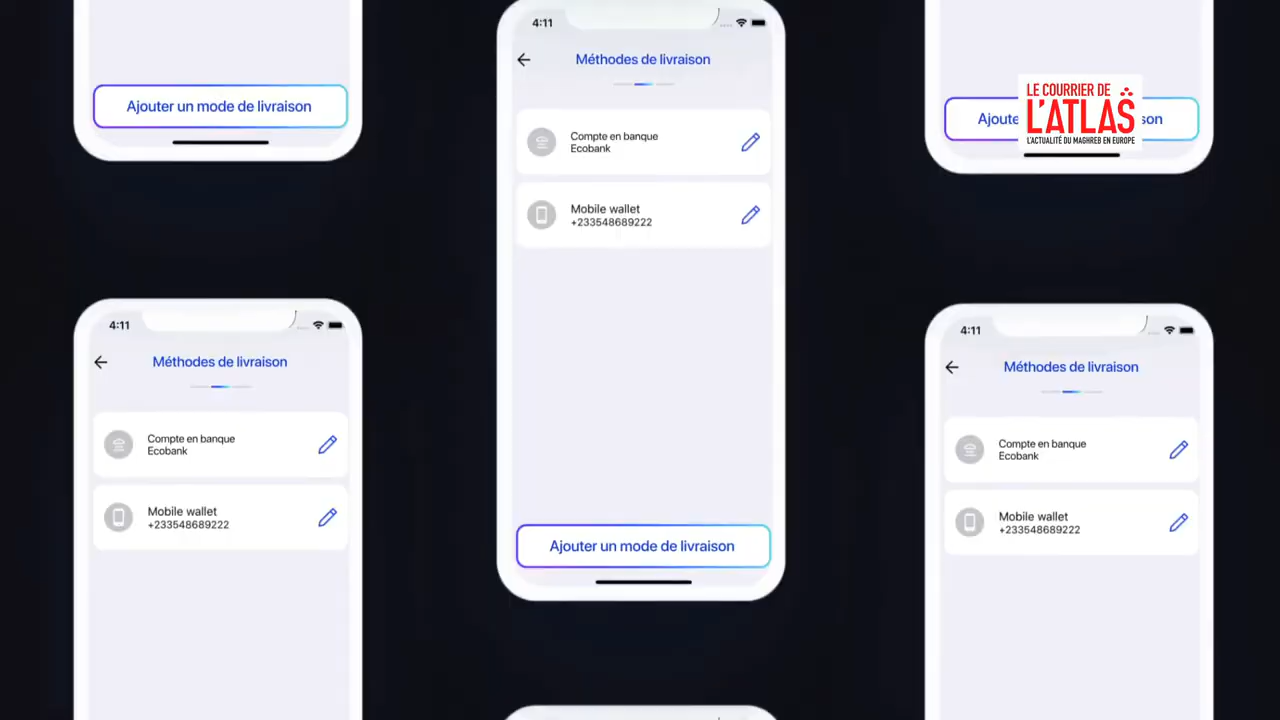 Ajouter un mode de livraison
4:11
Méthodes de livraison
Compte en banque
Ecobank
Mobile wallet
+233548689222
Ajouter un mode de livraison
Ajoute
ison
LE COURRIER DE
L'ATLAS
L'ACTUALITÉ DU MAGHREB EN EUROPE
4:11
Méthodes de livraison
Compte en banque
Ecobank
Mobile wallet
+233548689222
4:11
Méthodes de livraison
Compte en banque
Ecobank
Mobile wallet
+233548689222